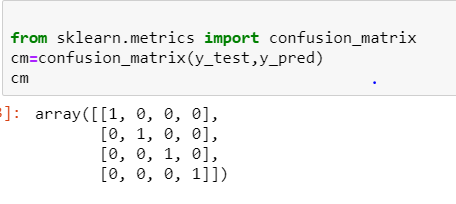 from sklearn.metrics import confusion_matrix
cm=confusion_matrix(y_test,y_pred)
cm
]: array([[1, 0, 0, 0],
[0, 1, 0, 0],
[0, 0, 1, 0],
[0, 0, 0, 1]])